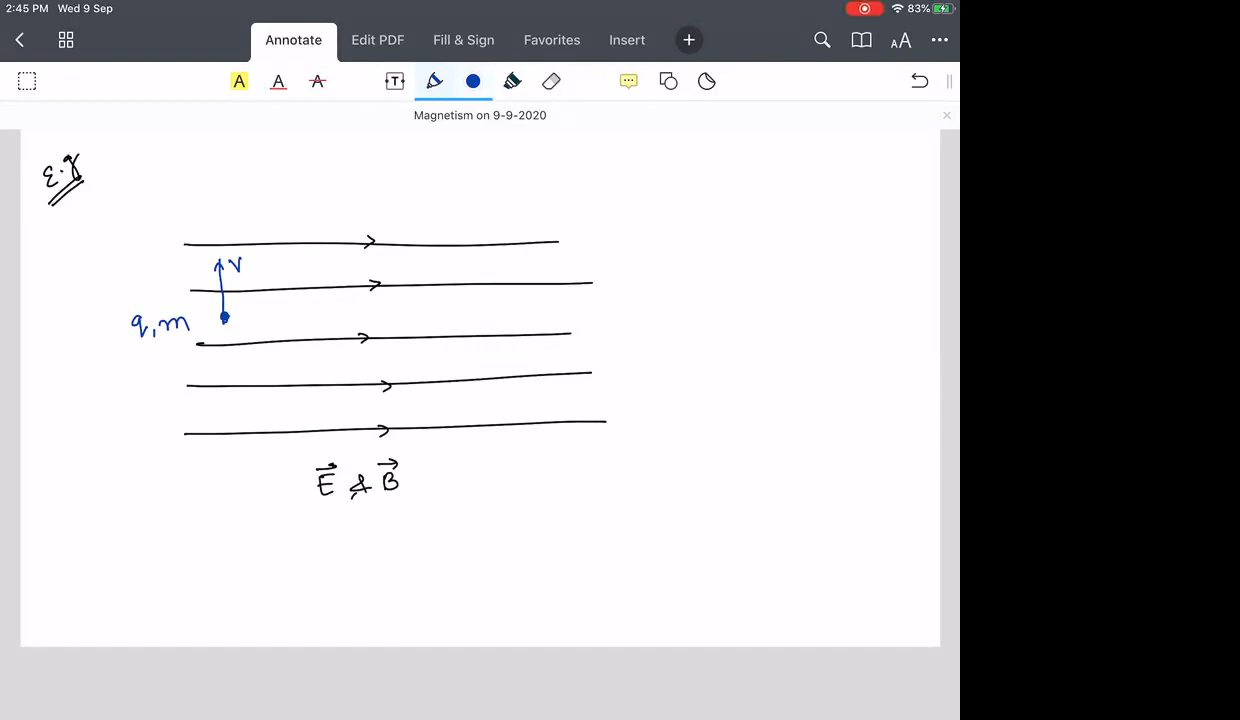 2:45 PM Wed 9 Sep 83%
Annotate Edit PDF Fill & Sign Favorites Insert AA
A A A T
Magnetism on 9-9-2020
E.g
v
q, m
E & B